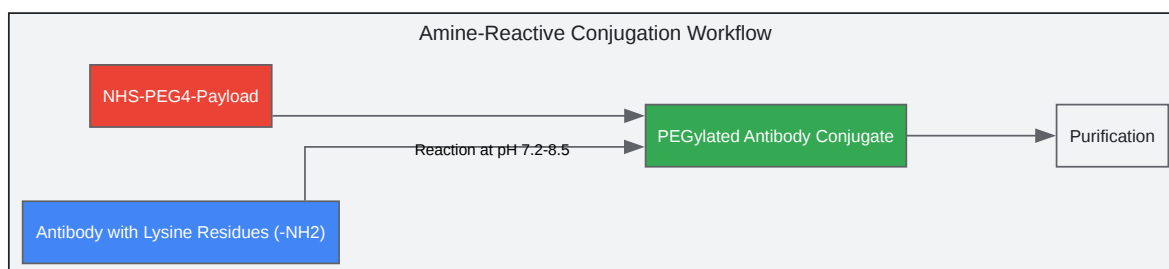 Amine-Reactive Conjugation Workflow
NHS-PEG4-Payload
Reaction at pH 7.2-8.5
PEGylated Antibody Conjugate
Purification
Antibody with Lysine Residues (-NH2)